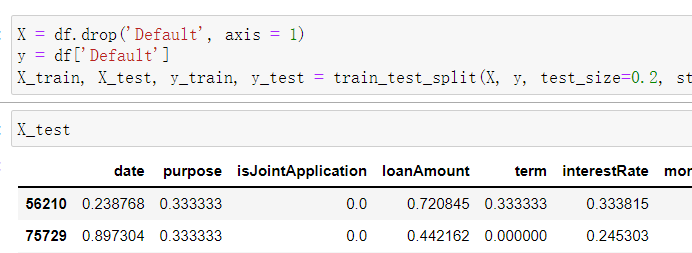 X = df.drop('Default', axis = 1)
y = df['Default']
X_train, X_test, y_train, y_test = train_test_split(X, y, test_size=0.2, st
X_test
date purpose isJointApplication loanAmount term interestRate mor
56210 0.238768 0.333333 0.0 0.720845 0.333333 0.333815
75729 0.897304 0.333333 0.0 0.442162 0.000000 0.245303